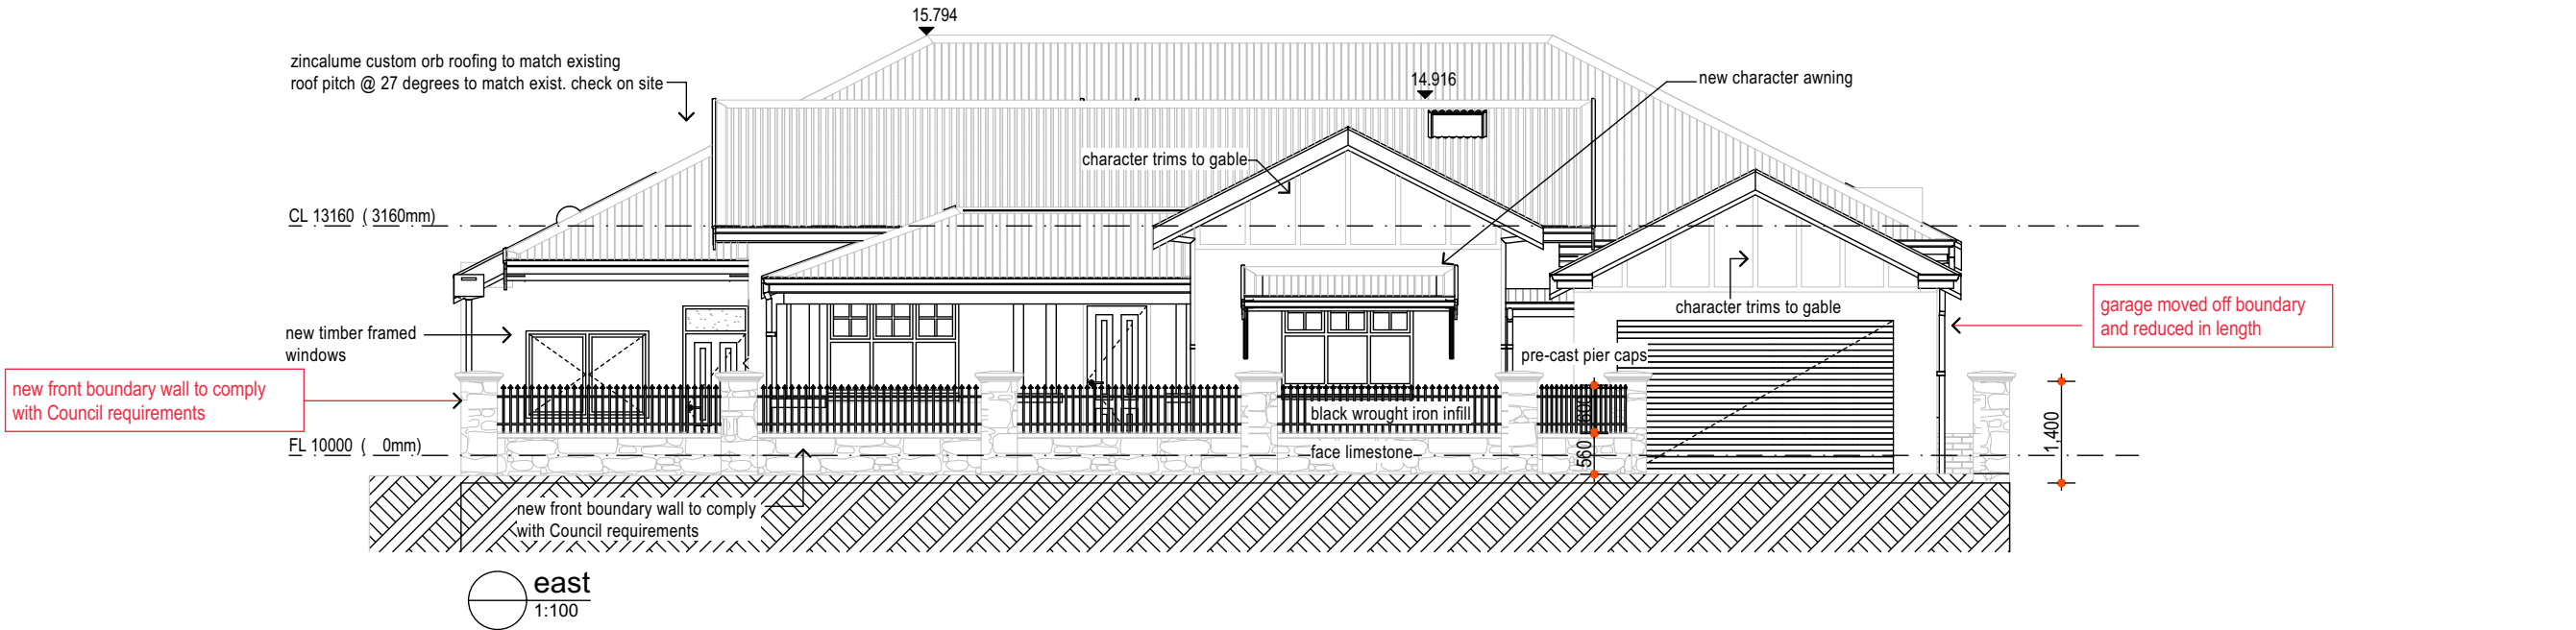 15.794
zincalume custom orb roofing to match existing
roof pitch @ 27 degrees to match exist. check on site
14.916
new character awning
character trims to gable
CL 13160 ( 3160mm)
character trims to gable
garage moved off boundary
and reduced in length
new timber framed
windows
pre-cast pier caps
new front boundary wall to comply
with Council requirements
black wrought iron infill
600
1,400
FL 10000 ( 0mm)
face limestone
560
new front boundary wall to comply
with Council requirements
east
1:100